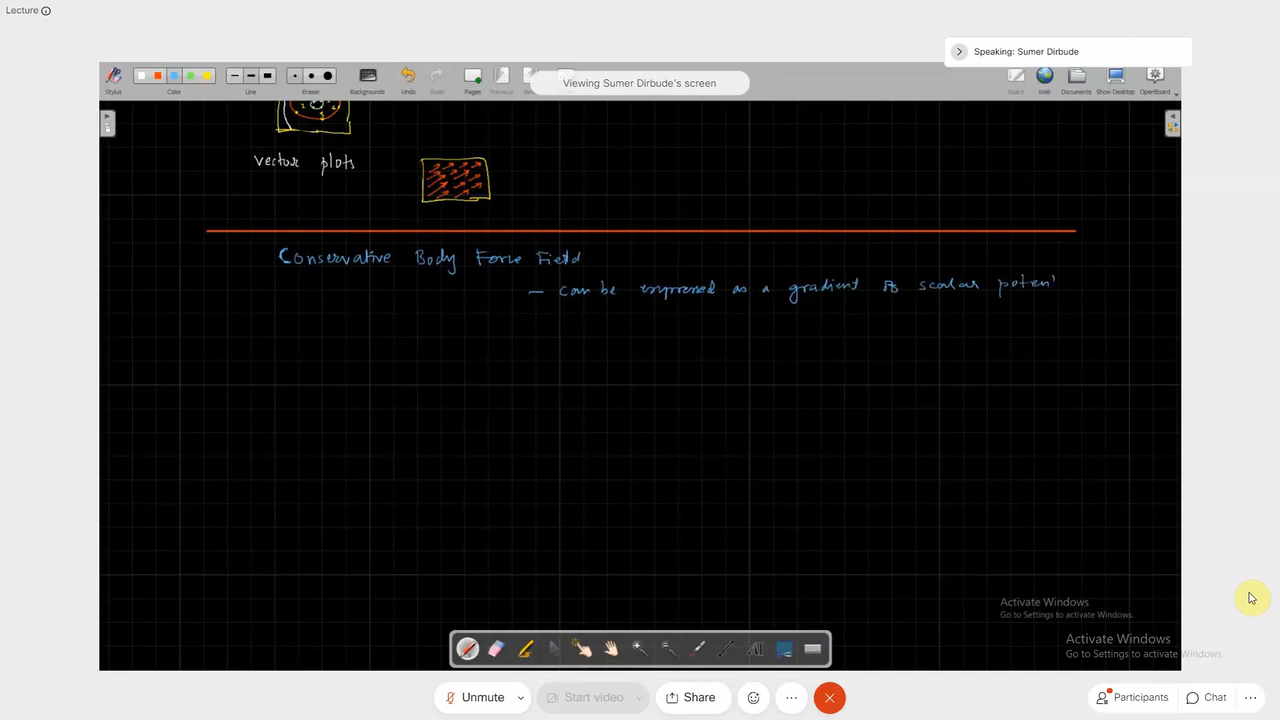 Lecture
Speaking: Sumer Dirbude
Viewing Sumer Dirbude's screen
Stylus Color Line Eraser Backgrounds Undo Redo Pages Previous Board Web Documents Show Desktop OpenBoard
vector plots
Conservative Body Force Field
— can be expressed as a gradient of scalar poten
Activate Windows
Go to Settings to activate Windows.
Activate Windows
Go to Settings to activate Windows.
Unmute Start video Share Participants Chat